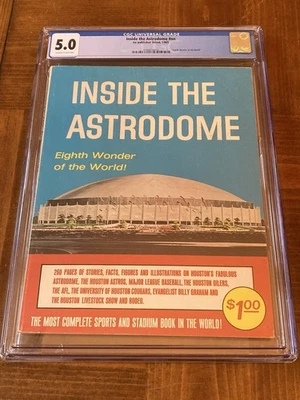 CGC UNIVERSAL GRADE
5.0
Inside the Astrodome #nn
INSIDE THE
ASTRODOME
Eighth Wonder
of the World!
260 PAGES OF STORIES, FACTS, FIGURES AND ILLUSTRATIONS ON HOUSTON'S FABULOUS
ASTRODOME, THE HOUSTON ASTROS, MAJOR LEAGUE BASEBALL, THE HOUSTON OILERS,
THE AFL, THE UNIVERSITY OF HOUSTON COUGARS, EVANGELIST BILLY GRAHAM AND
THE HOUSTON LIVESTOCK SHOW AND RODEO.
$1.00
THE MOST COMPLETE SPORTS AND STADIUM BOOK IN THE WORLD!